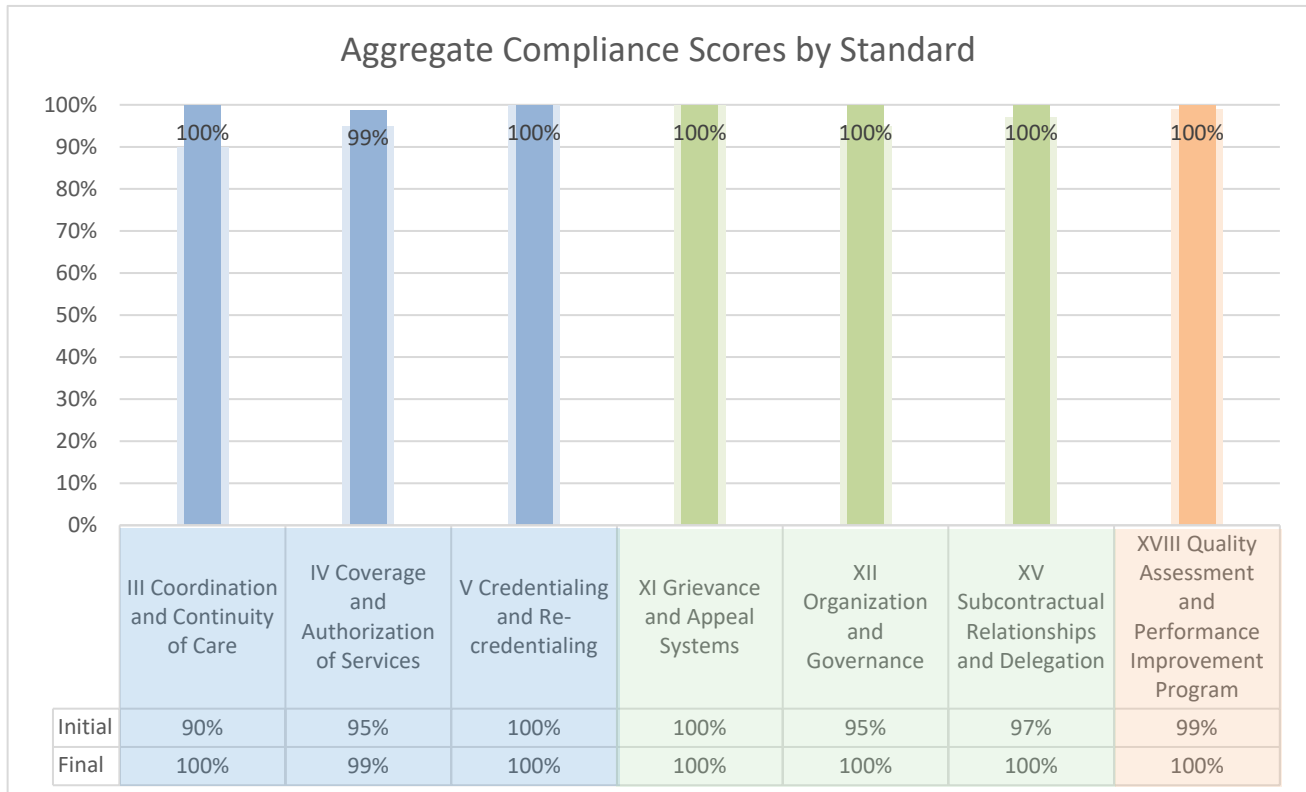 Aggregate Compliance Scores by Standard
100%
90%
80%
70%
60%
50%
40%
30%
20%
10%
0%
100%
99%
100%
100%
100%
100%
100%
III Coordination
and Continuity
of Care
IV Coverage
and
Authorization
of Services
V Credentialing
and Re-
credentialing
XI Grievance
and Appeal
Systems
XII
Organization
and
Governance
XV
Subcontractual
Relationships
and Delegation
XVIII Quality
Assessment
and
Performance
Improvement
Program
Initial 90% 95% 100% 100% 95% 97% 99%
Final 100% 99% 100% 100% 100% 100% 100%